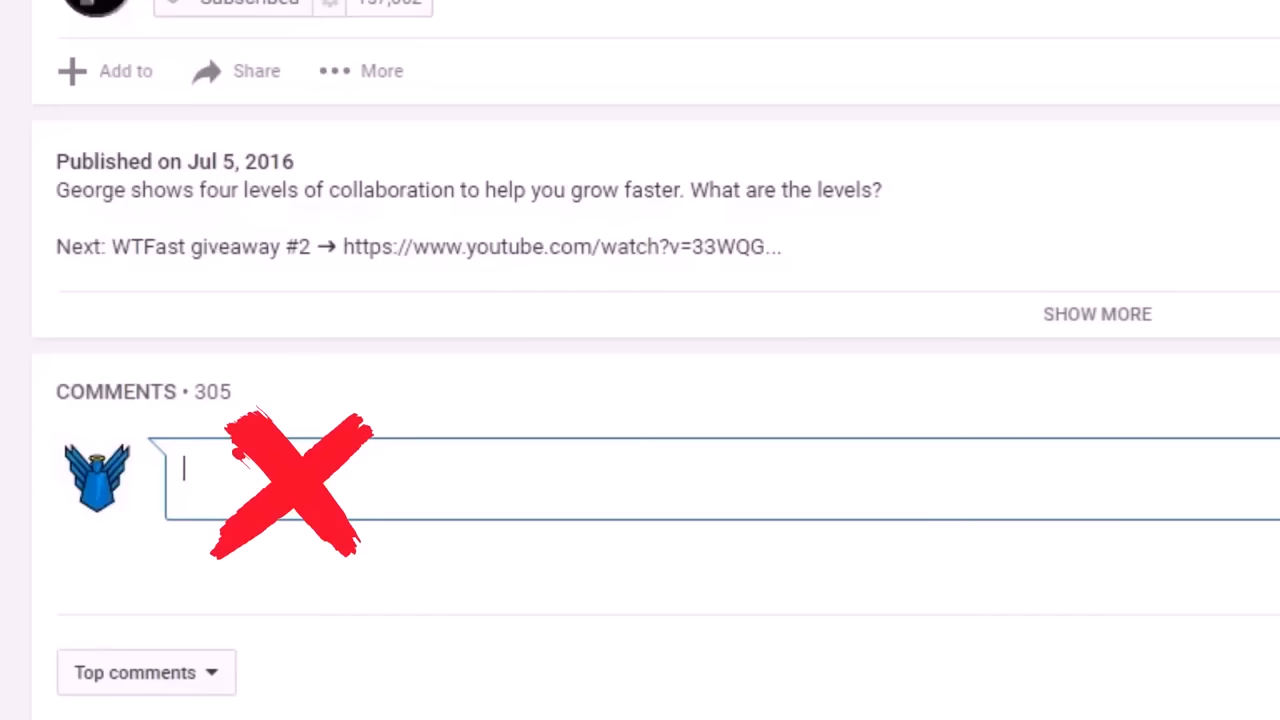 Subscribed
Add to
Share
More
Published on Jul 5, 2016
George shows four levels of collaboration to help you grow faster. What are the levels?
Next: WTFast giveaway #2 ➔ https://www.youtube.com/watch?v=33WQG...
SHOW MORE
COMMENTS • 305
Top comments